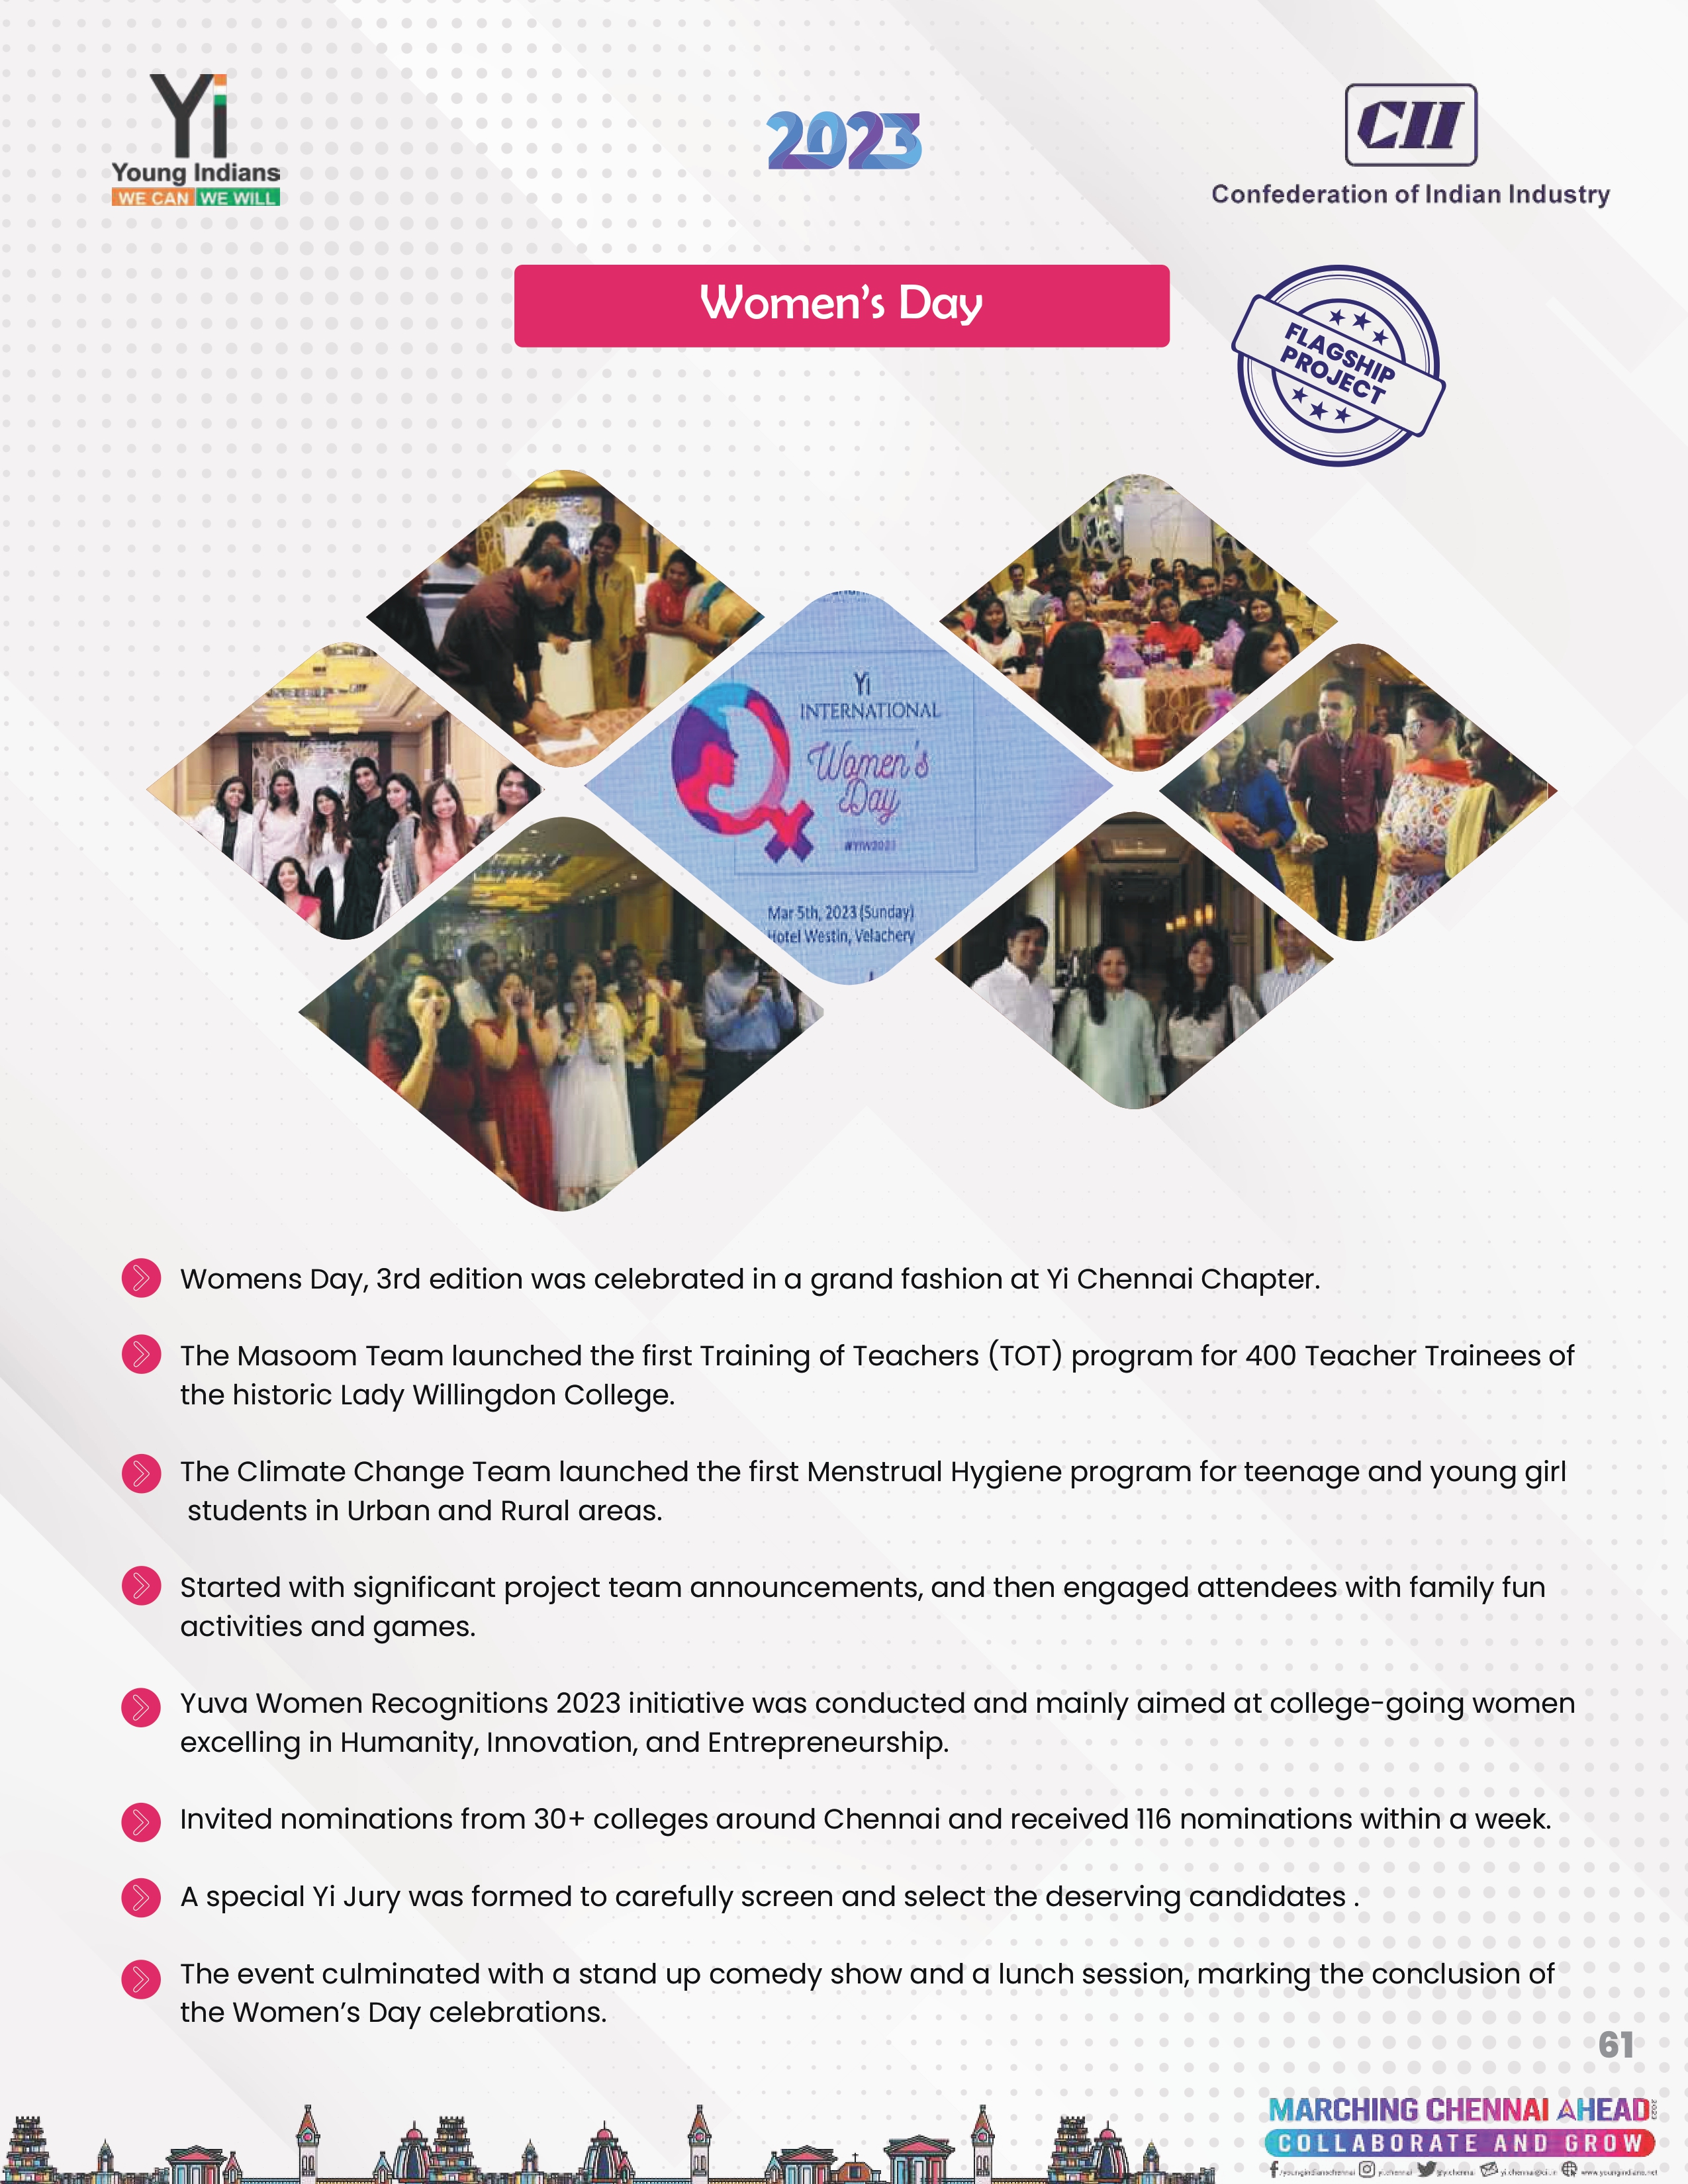 Yi
Young Indians
WE CAN WE WILL
2023
CII
Confederation of Indian Industry
Women's Day
FLAGSHIP
PROJECT
Yi
INTERNATIONAL
Women's
Day
#YIW2023
Mar 5th, 2023 (Sunday)
Hotel Westin, Velachery
Womens Day, 3rd edition was celebrated in a grand fashion at Yi Chennai Chapter.
The Masoom Team launched the first Training of Teachers (TOT) program for 400 Teacher Trainees of
the historic Lady Willingdon College.
The Climate Change Team launched the first Menstrual Hygiene program for teenage and young girl
students in Urban and Rural areas.
Started with significant project team announcements, and then engaged attendees with family fun
activities and games.
Yuva Women Recognitions 2023 initiative was conducted and mainly aimed at college-going women
excelling in Humanity, Innovation, and Entrepreneurship.
Invited nominations from 30+ colleges around Chennai and received 116 nominations within a week.
A special Yi Jury was formed to carefully screen and select the deserving candidates .
The event culminated with a stand up comedy show and a lunch session, marking the conclusion of
the Women's Day celebrations.
61
MARCHING CHENNAI AHEAD 2023
COLLABORATE AND GROW
/youngindianschennai www.youngindians.net